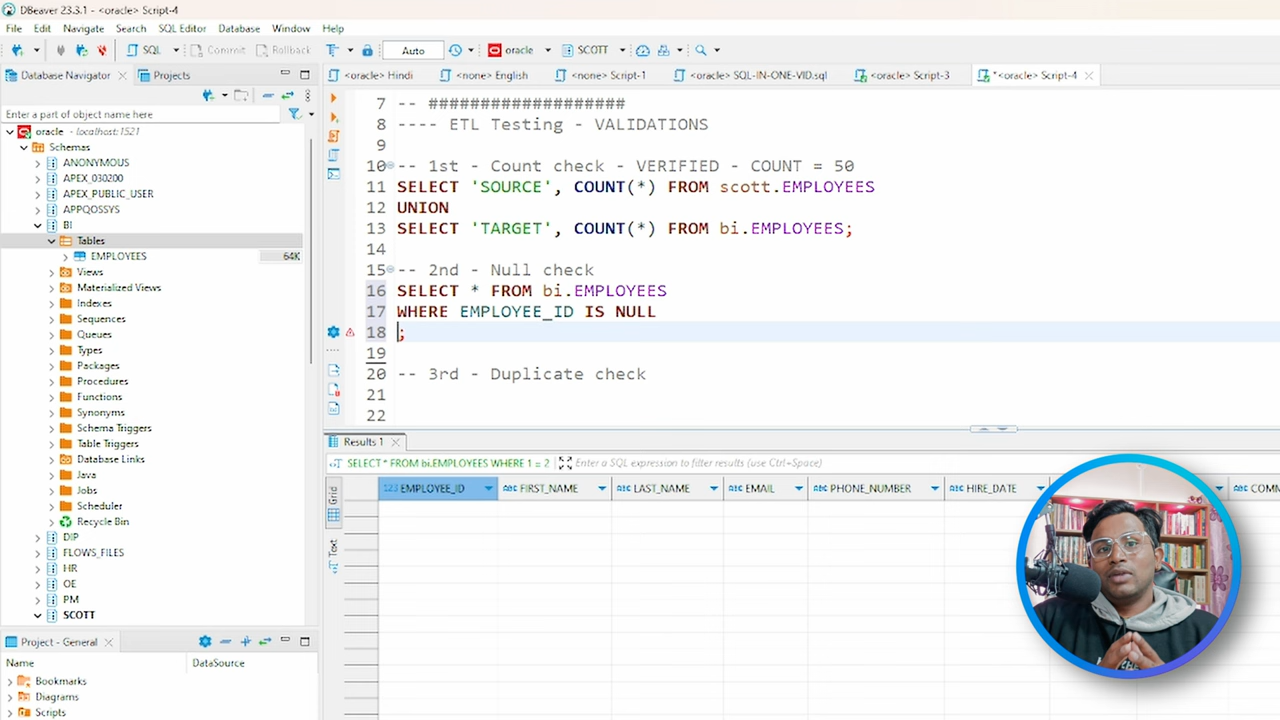 DBeaver 23.3.1 - <oracle> Script-4
File Edit Navigate Search SQL Editor Database Window Help
SQL Commit Rollback Auto oracle SCOTT
Database Navigator Projects
<oracle> Hindi <none> English <none> Script-1 <oracle> SQL-IN-ONE-VID.sql <oracle> Script-3 *<oracle> Script-4
Enter a part of object name here
oracle - localhost:1521
Schemas
ANONYMOUS
APEX_030200
APEX_PUBLIC_USER
APPQOSSYS
BI
Tables
EMPLOYEES 64K
Views
Materialized Views
Indexes
Sequences
Queues
Types
Packages
Procedures
Functions
Synonyms
Schema Triggers
Table Triggers
Database Links
Java
Jobs
Scheduler
Recycle Bin
DIP
FLOWS_FILES
HR
OE
PM
SCOTT
Project - General
Name DataSource
Bookmarks
Diagrams
Scripts
7 -- ###################
8 ---- ETL Testing - VALIDATIONS
9
10 -- 1st - Count check - VERIFIED - COUNT = 50
11 SELECT 'SOURCE', COUNT(*) FROM scott.EMPLOYEES
12 UNION
13 SELECT 'TARGET', COUNT(*) FROM bi.EMPLOYEES;
14
15 -- 2nd - Null check
16 SELECT * FROM bi.EMPLOYEES
17 WHERE EMPLOYEE_ID IS NULL
18 ;
19
20 -- 3rd - Duplicate check
21
22
Results 1
SELECT * FROM bi.EMPLOYEES WHERE 1 = 2 Enter a SQL expression to filter results (use Ctrl+Space)
Grid
Text
123 EMPLOYEE_ID ABC FIRST_NAME ABC LAST_NAME ABC EMAIL ABC PHONE_NUMBER ABC HIRE_DATE ABC COMM